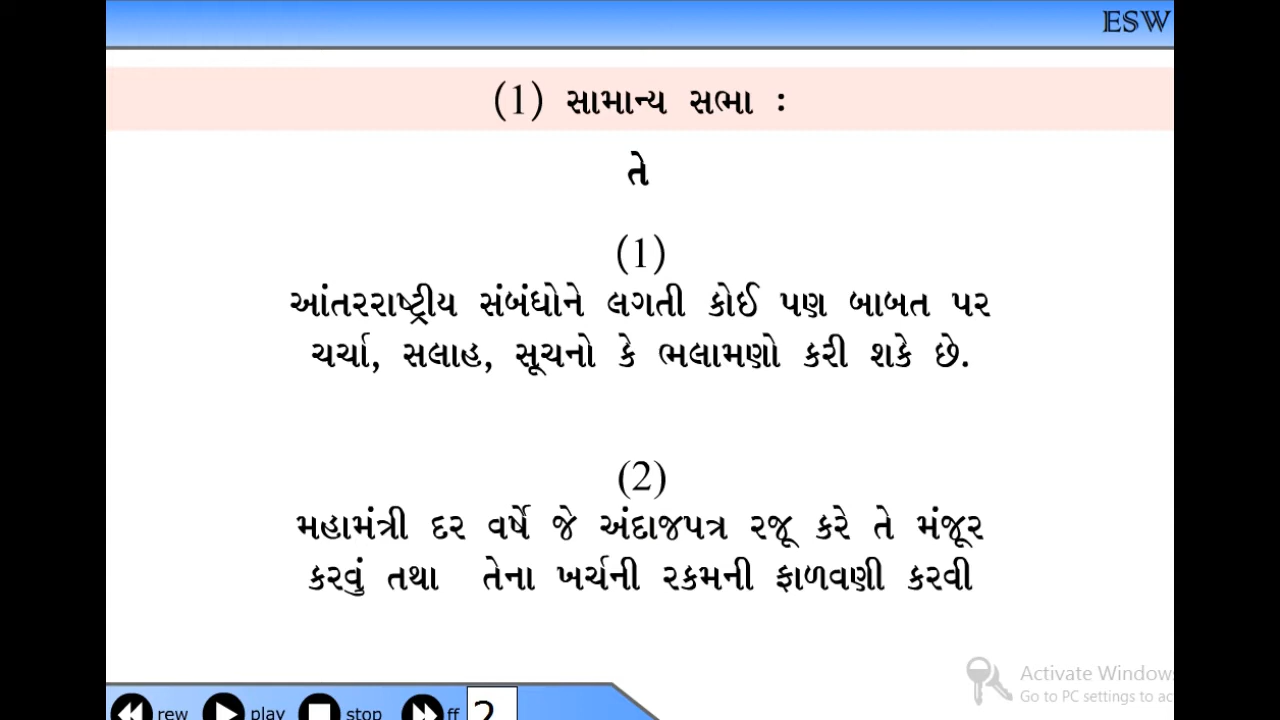 ESW
(1) સામાન્ય સભા :
તે
(1)
આંતરરાષ્ટ્રીય સંબંધોને લગતી કોઈ પણ બાબત પર
ચર્ચા, સલાહ, સૂચનો કે ભલામણો કરી શકે છે.
(2)
મહામંત્રી દર વર્ષે જે અંદાજપત્ર રજૂ કરે તે મંજૂર
કરવું તથા તેના ખર્ચની રકમની ફાળવણી કરવી
Activate Windows
Go to PC settings to ac
rew play stop ff 2